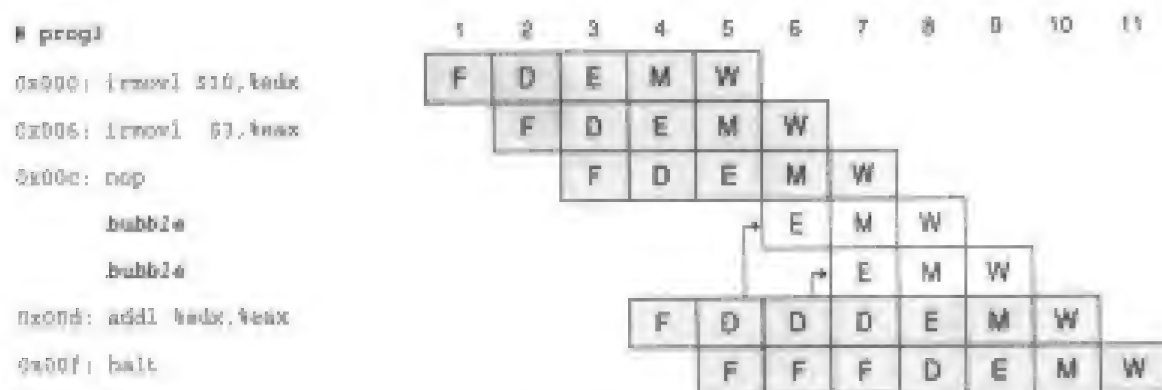 # prog3 1 2 3 4 5 6 7 8 9 10 11
0x000: irmovl $10,%edx F D E M W
0x006: irmovl $3,%eax F D E M W
0x00c: nop F D E M W
bubble E M W
bubble E M W
0x00d: addl %edx,%eax F D D D E M W
0x00f: halt F F F D E M W